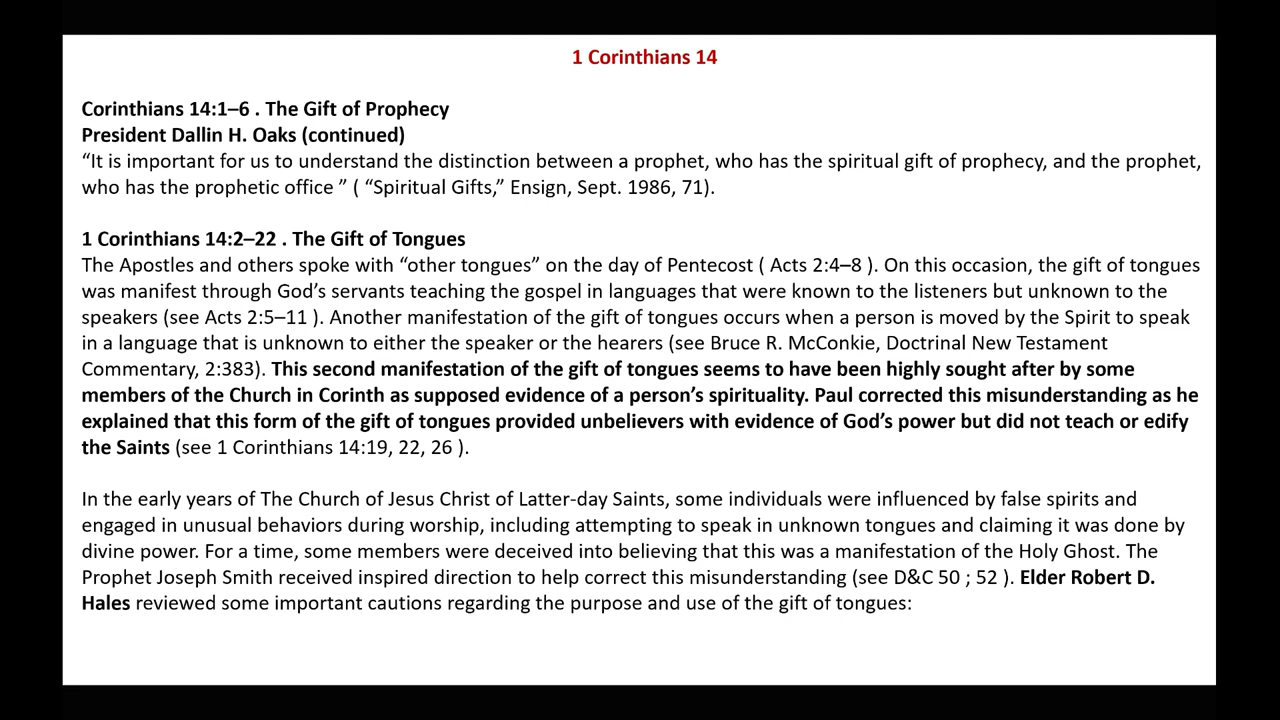 1 Corinthians 14
Corinthians 14:1–6 . The Gift of Prophecy
President Dallin H. Oaks (continued)
“It is important for us to understand the distinction between a prophet, who has the spiritual gift of prophecy, and the prophet,
who has the prophetic office ” ( “Spiritual Gifts,” Ensign, Sept. 1986, 71).
1 Corinthians 14:2–22 . The Gift of Tongues
The Apostles and others spoke with “other tongues” on the day of Pentecost ( Acts 2:4–8 ). On this occasion, the gift of tongues
was manifest through God’s servants teaching the gospel in languages that were known to the listeners but unknown to the
speakers (see Acts 2:5–11 ). Another manifestation of the gift of tongues occurs when a person is moved by the Spirit to speak
in a language that is unknown to either the speaker or the hearers (see Bruce R. McConkie, Doctrinal New Testament
Commentary, 2:383). This second manifestation of the gift of tongues seems to have been highly sought after by some
members of the Church in Corinth as supposed evidence of a person’s spirituality. Paul corrected this misunderstanding as he
explained that this form of the gift of tongues provided unbelievers with evidence of God’s power but did not teach or edify
the Saints (see 1 Corinthians 14:19, 22, 26 ).
In the early years of The Church of Jesus Christ of Latter-day Saints, some individuals were influenced by false spirits and
engaged in unusual behaviors during worship, including attempting to speak in unknown tongues and claiming it was done by
divine power. For a time, some members were deceived into believing that this was a manifestation of the Holy Ghost. The
Prophet Joseph Smith received inspired direction to help correct this misunderstanding (see D&C 50 ; 52 ). Elder Robert D.
Hales reviewed some important cautions regarding the purpose and use of the gift of tongues: